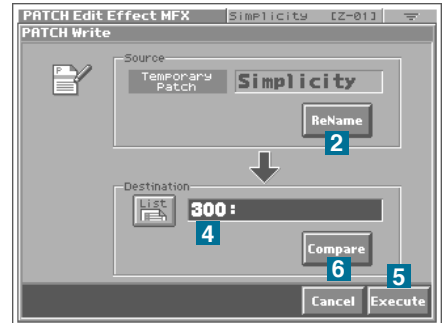 PATCH Edit Effect MFX Simplicity [Z-01]
PATCH Write
Source
Temporary
Patch
Simplicity
ReName
2
Destination
List
300:
4
Compare
6
5
Cancel Execute